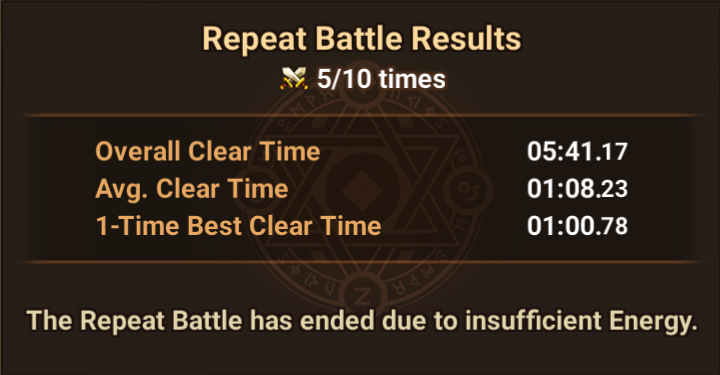 Repeat Battle Results
5/10 times
Overall Clear Time 05:41.17
Avg. Clear Time 01:08.23
1-Time Best Clear Time 01:00.78
The Repeat Battle has ended due to insufficient Energy.